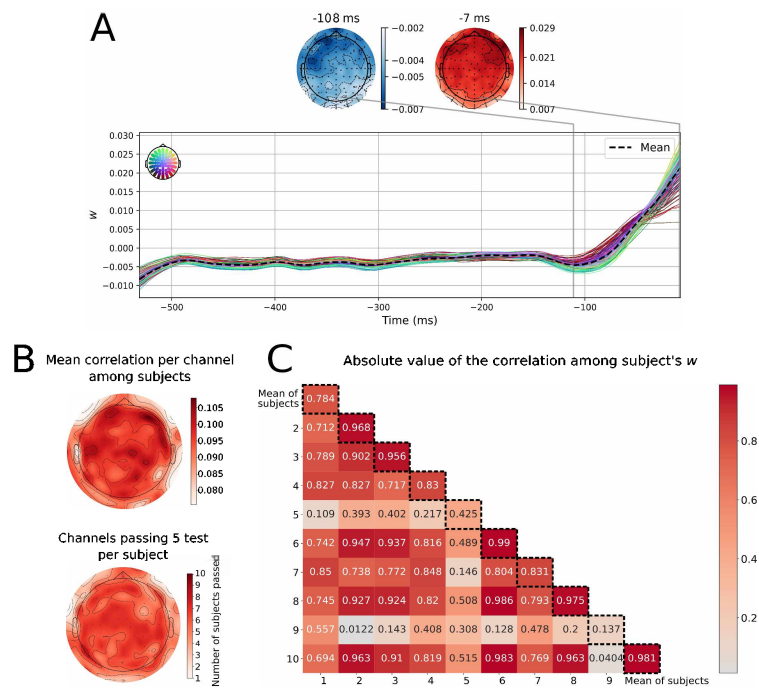 A
-108 ms
-7 ms
-0.002
-0.004
-0.005
-0.007
0.029
0.021
0.014
0.007
0.030
0.025
0.020
0.015
0.010
0.005
0.000
−0.005
−0.010
w
Mean
−500
−400
−300
−200
−100
Time (ms)
B
Mean correlation per channel
among subjects
0.105
0.100
0.095
0.090
0.085
0.080
Channels passing 5 test
per subject
10
9
8
7
6
5
4
3
2
1
Number of subjects passed
C
Absolute value of the correlation among subject's w
Mean of
subjects
0.784
2 0.712 0.968
3 0.789 0.902 0.956
4 0.827 0.827 0.717 0.83
5 0.109 0.393 0.402 0.217 0.425
6 0.742 0.947 0.937 0.816 0.489 0.99
7 0.85 0.738 0.772 0.848 0.146 0.804 0.831
8 0.745 0.927 0.924 0.82 0.508 0.986 0.793 0.975
9 0.557 0.0122 0.143 0.408 0.308 0.128 0.478 0.2 0.137
10 0.694 0.963 0.91 0.819 0.515 0.983 0.769 0.963 0.0404 0.981
1 2 3 4 5 6 7 8 9 Mean of subjects
0.8
0.6
0.4
0.2